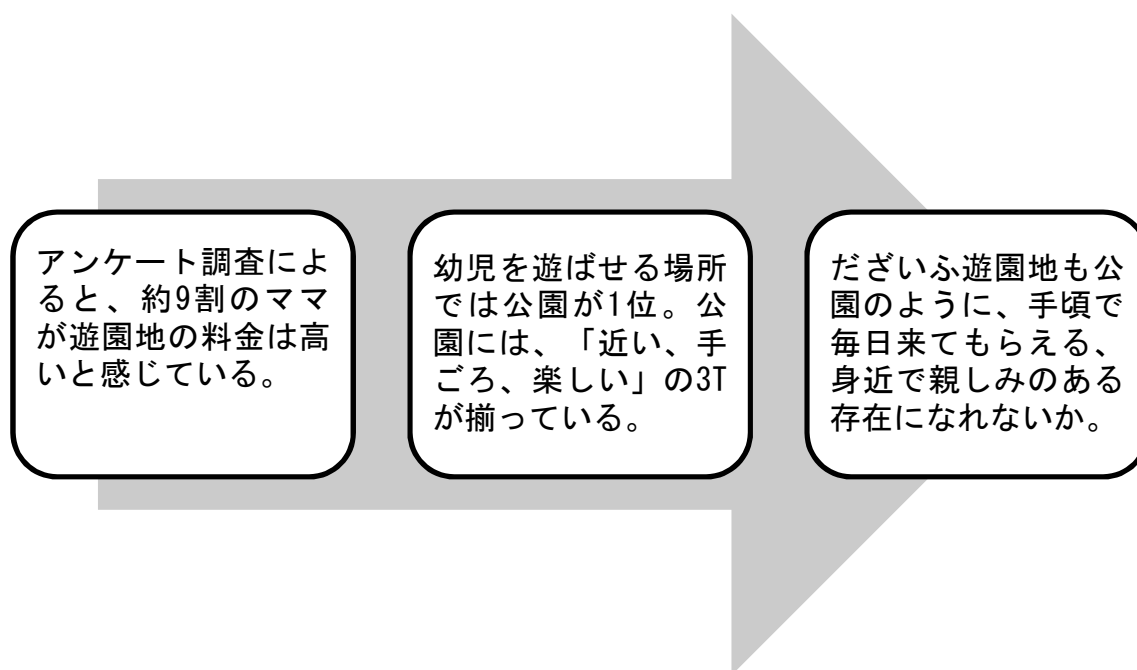 アンケート調査によ
ると、約9割のママ
が遊園地の料金は高
いと感じている。
幼児を遊ばせる場所
では公園が1位。公
園には、「近い、手
ごろ、楽しい」の3T
が揃っている。
だざいふ遊園地も公
園のように、手頃で
毎日来てもらえる、
身近で親しみのある
存在になれないか。